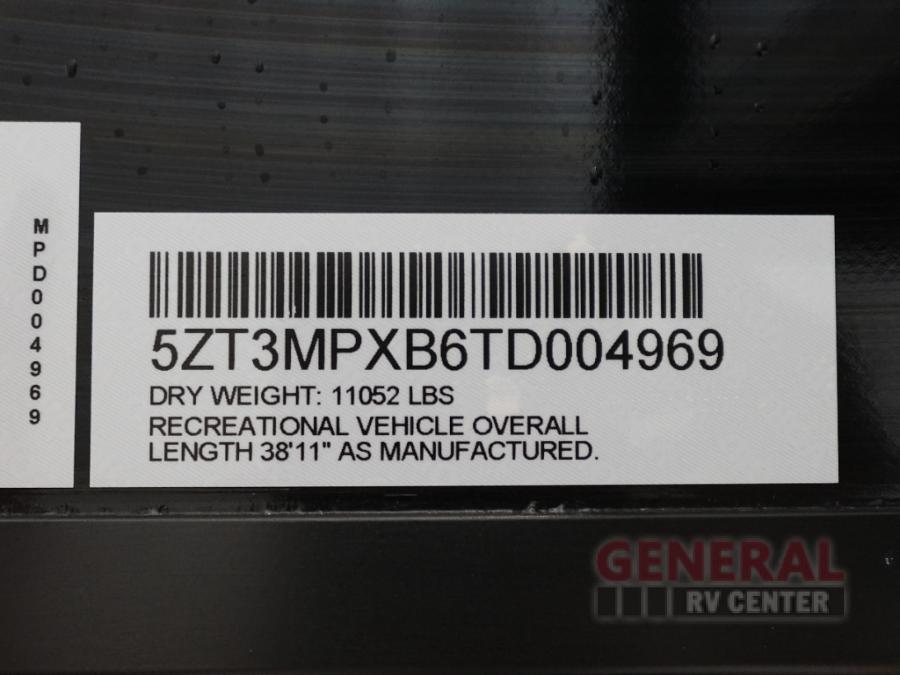 MPD004969
5ZT3MPXB6TD004969
DRY WEIGHT: 11052 LBS
RECREATIONAL VEHICLE OVERALL
LENGTH 38'11" AS MANUFACTURED.
GENERAL
RV CENTER